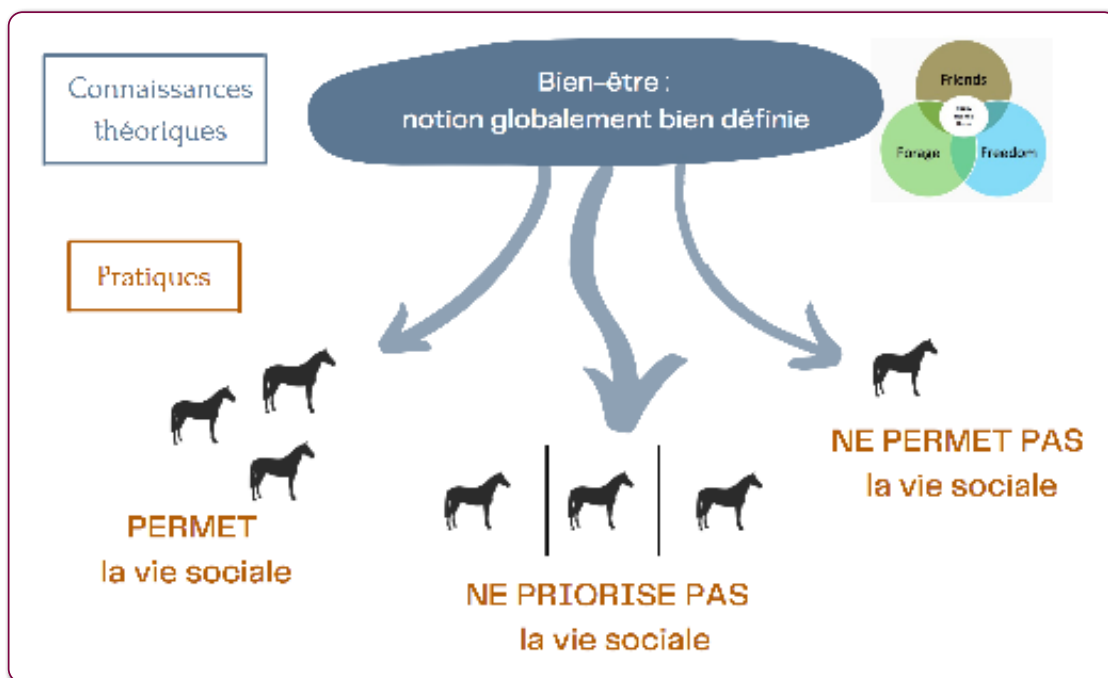 Connaissances
théoriques
Bien-être :
notion globalement bien définie
Friends
Forage
Freedom
Pratiques
PERMET
la vie sociale
NE PRIORISE PAS
la vie sociale
NE PERMET PAS
la vie sociale